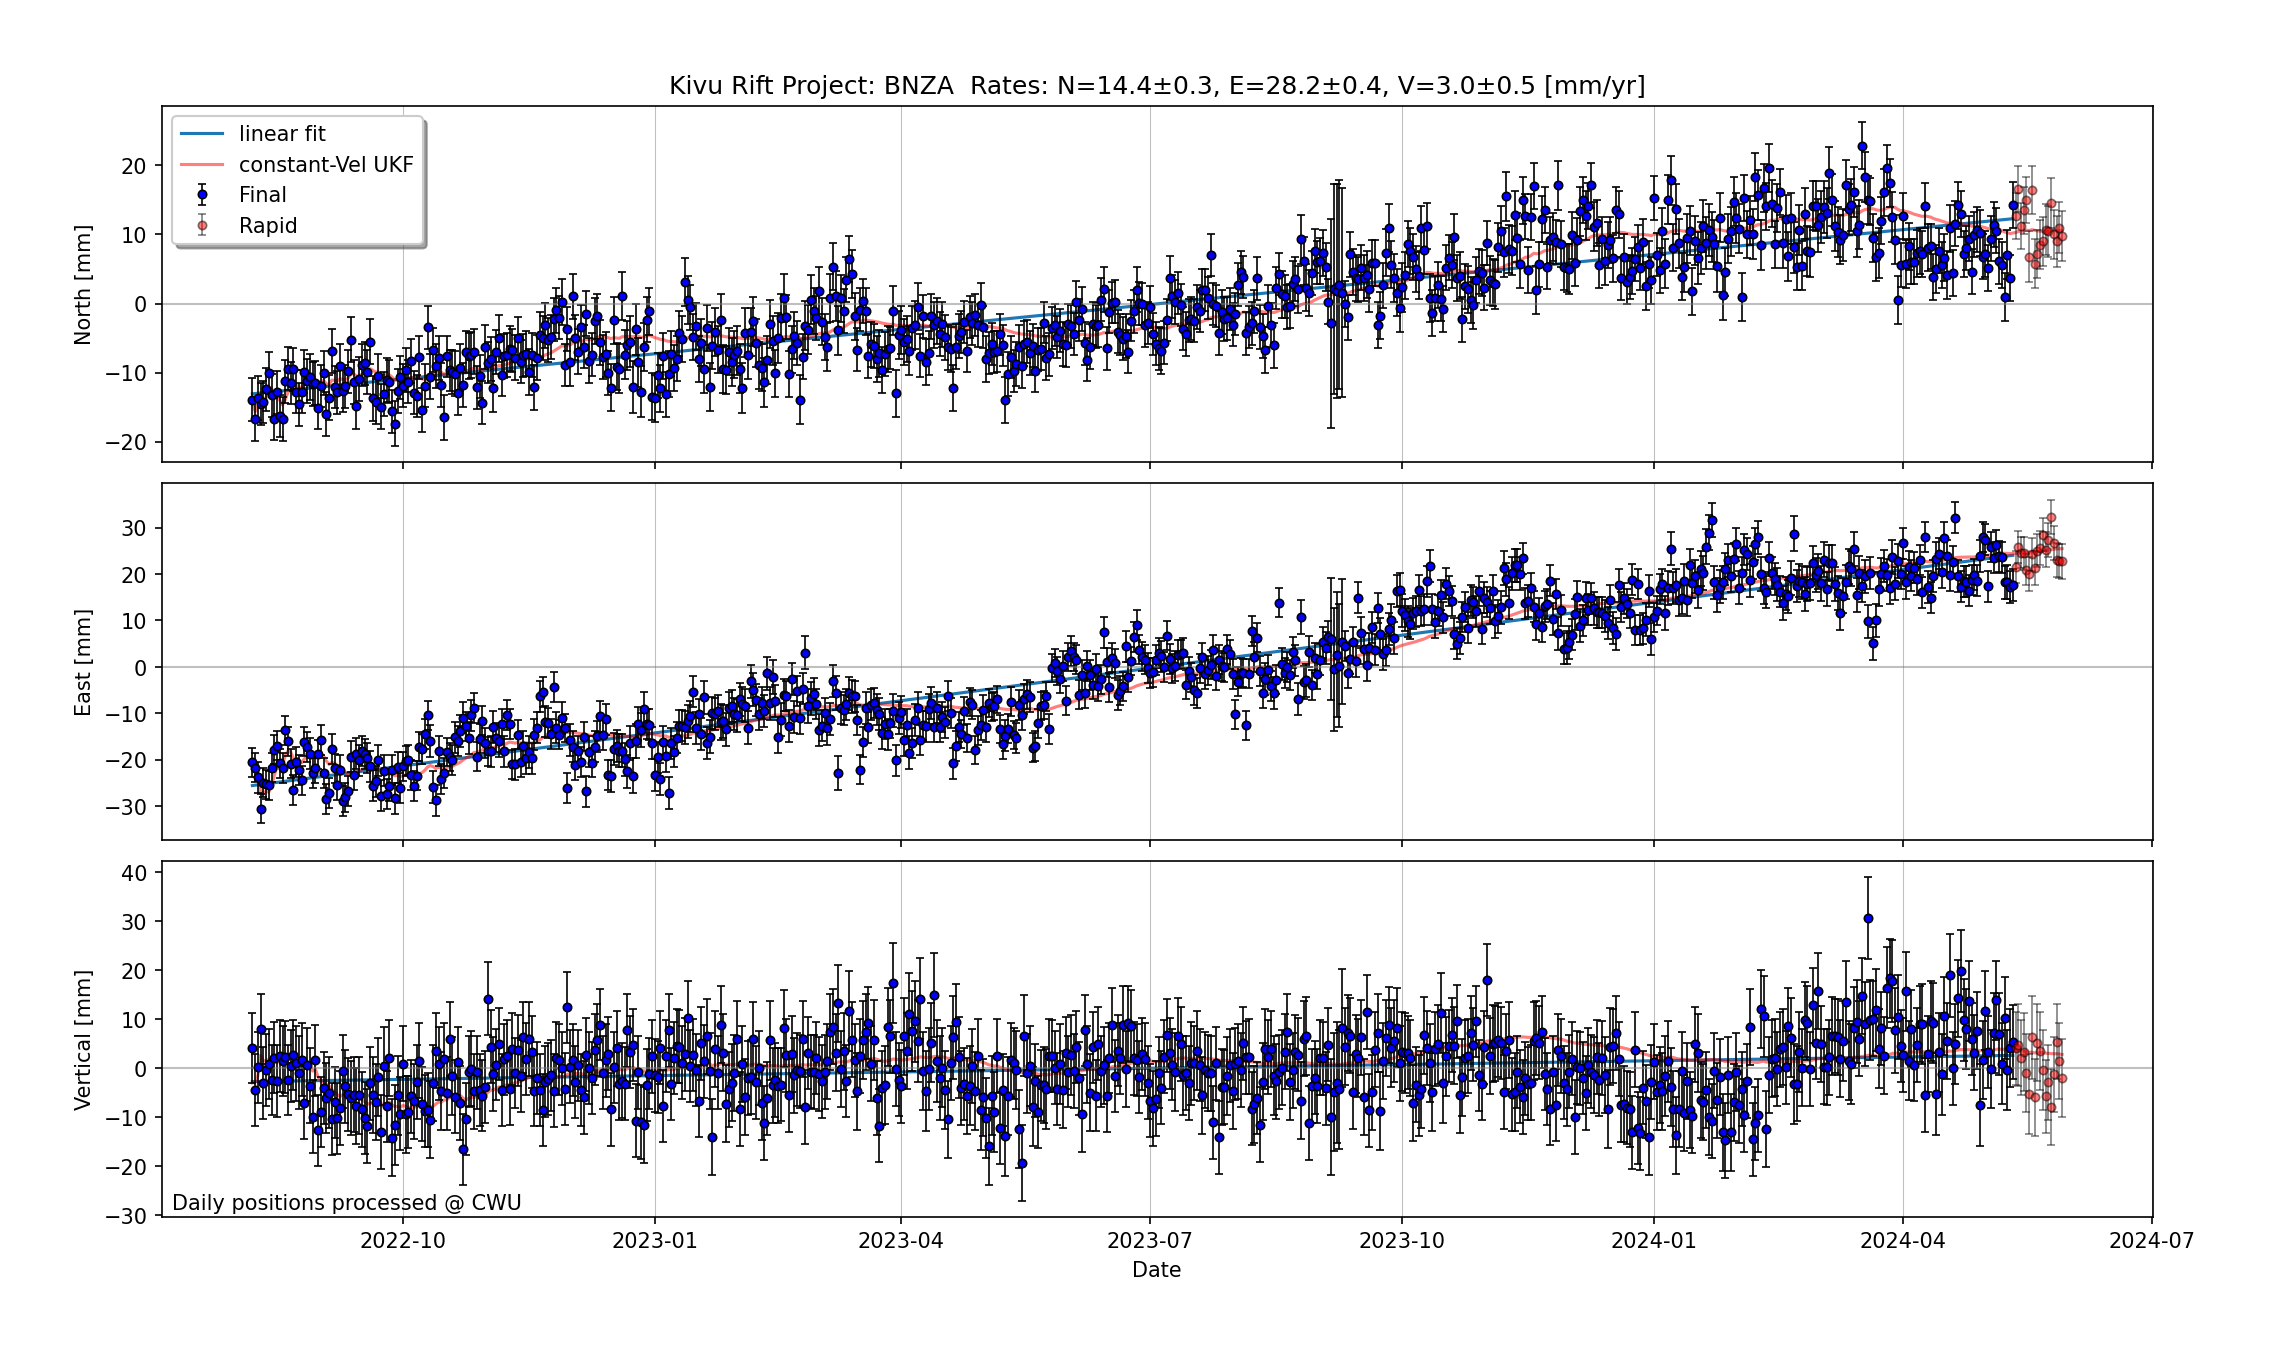 Kivu Rift Project: BNZA  Rates: N=14.4±0.3, E=28.2±0.4, V=3.0±0.5 [mm/yr]
linear fit
constant-Vel UKF
Final
Rapid
North [mm]
20
10
0
−10
−20
East [mm]
30
20
10
0
−10
−20
−30
Vertical [mm]
40
30
20
10
0
−10
−20
−30
Daily positions processed @ CWU
2022-10 2023-01 2023-04 2023-07 2023-10 2024-01 2024-04 2024-07
Date